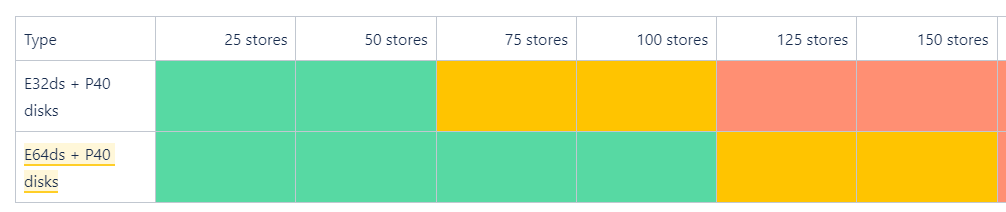 Type 25 stores 50 stores 75 stores 100 stores 125 stores 150 stores
E32ds + P40
disks
E64ds + P40
disks